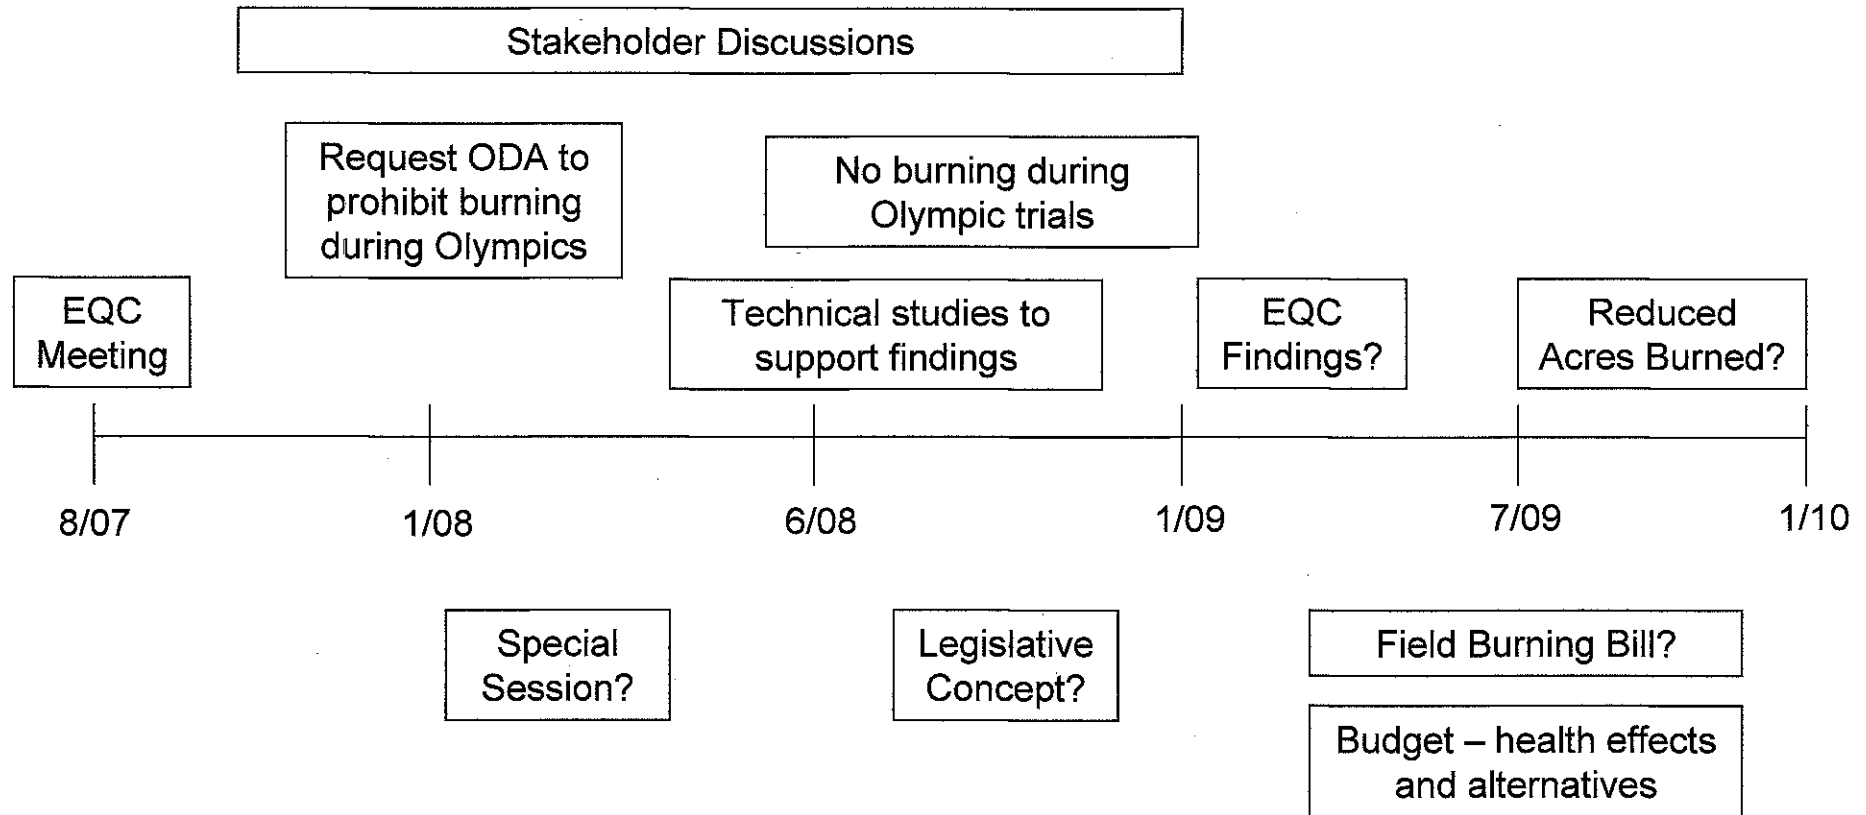 Stakeholder Discussions
Request ODA to
prohibit burning
during Olympics
No burning during
Olympic trials
EQC
Meeting
Technical studies to
support findings
EQC
Findings?
Reduced
Acres Burned?
8/07
1/08
6/08
1/09
7/09
1/10
Special
Session?
Legislative
Concept?
Field Burning Bill?
Budget – health effects
and alternatives